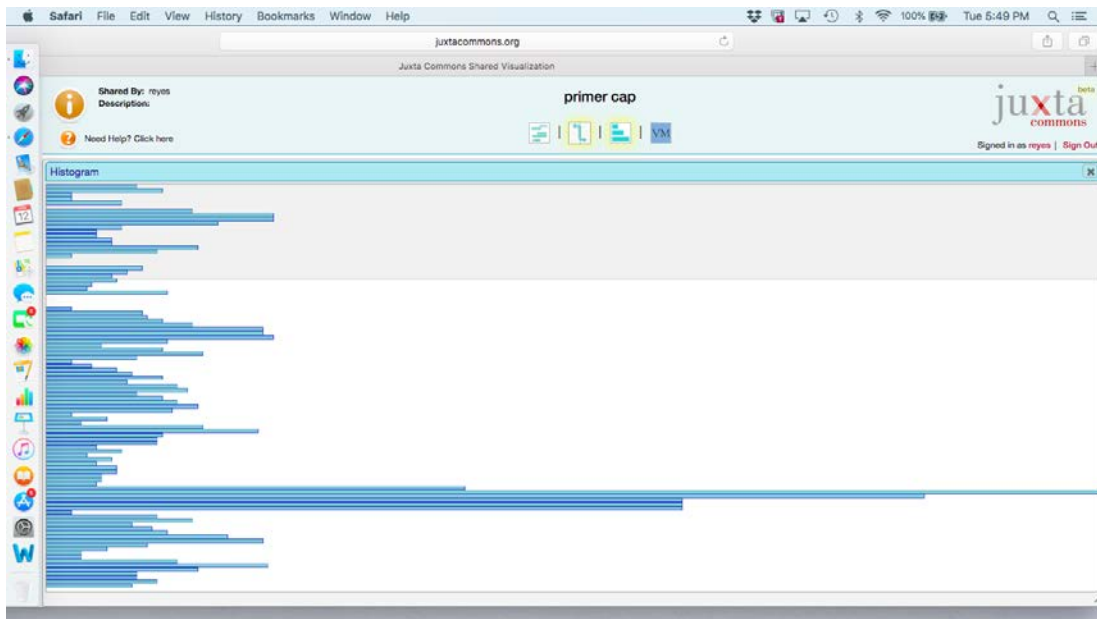 Safari File Edit View History Bookmarks Window Help 100% Tue 5:49 PM
juxtacommons.org
Juxta Commons Shared Visualization
Shared By: reyes
Description:
Need Help? Click here
primer cap
VM
juxta beta
commons
Signed in as reyes | Sign Out
Histogram
12